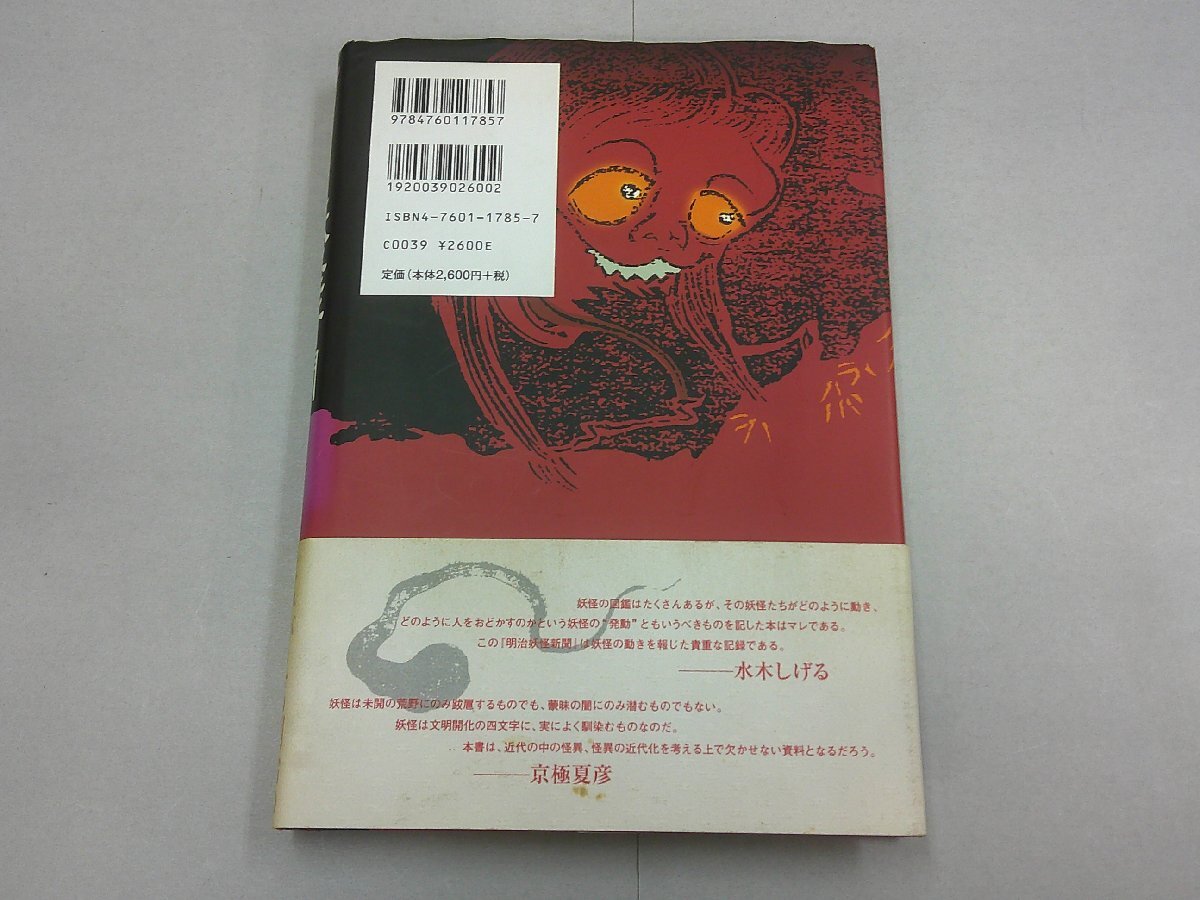 9784760117857
1920039026002
ISBN4-7601-1785-7
C0039 ¥2600E
定価(本体2,600円+税)
妖怪の図鑑はたくさんあるが、その妖怪たちがどのように動き、
どのように人をおどかすのかという妖怪の“発動”ともいうべきものを記した本はマレである。
この『明治妖怪新聞』は妖怪の動きを報じた貴重な記録である。
———水木しげる
妖怪は未開の荒野にのみ跋扈するものでも、蒙昧の闇にのみ潜むものでもない。
妖怪は文明開化の四文字に、実によく馴染むものなのだ。
本書は、近代の中の怪異、怪異の近代化を考える上で欠かせない資料となるだろう。
———京極夏彦